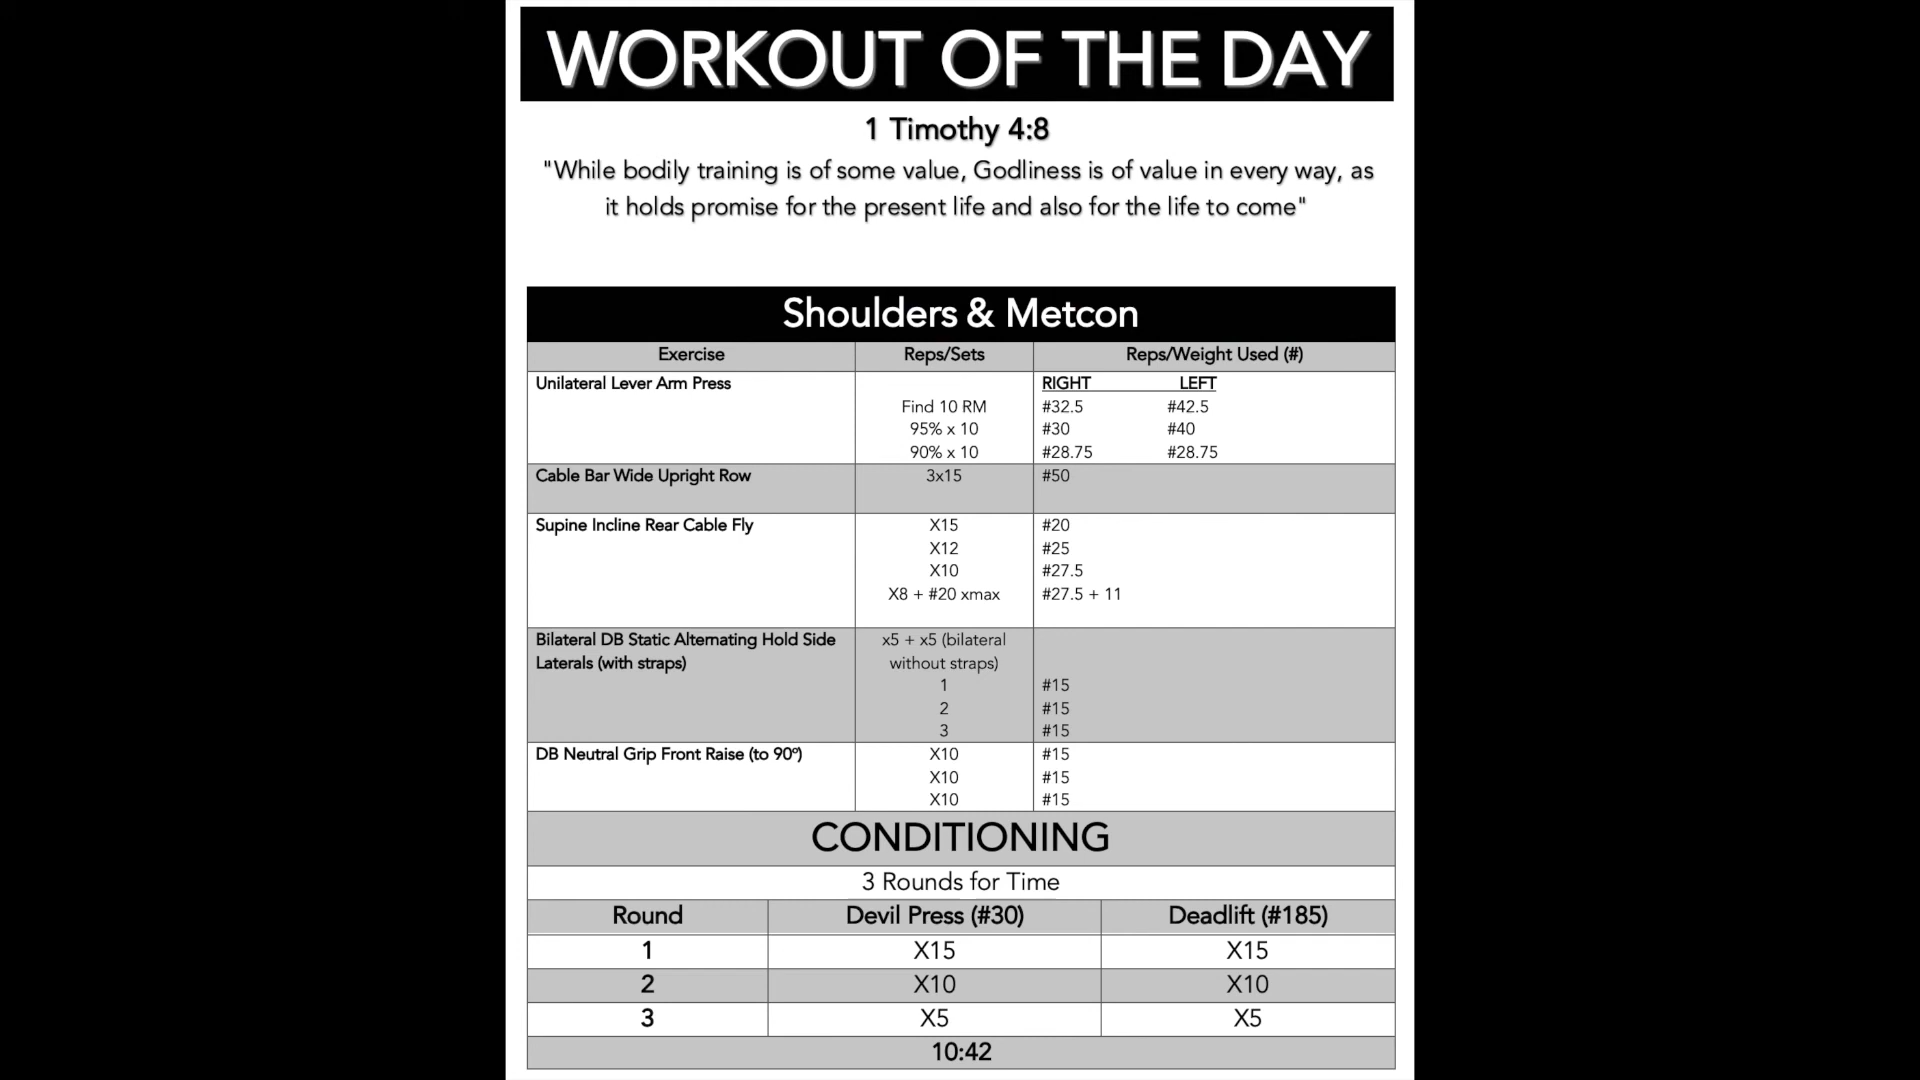 WORKOUT OF THE DAY
1 Timothy 4:8
"While bodily training is of some value, Godliness is of value in every way, as
it holds promise for the present life and also for the life to come"
Shoulders & Metcon
Exercise Reps/Sets Reps/Weight Used (#)
Unilateral Lever Arm Press RIGHT LEFT
Find 10 RM #32.5 #42.5
95% x 10 #30 #40
90% x 10 #28.75 #28.75
Cable Bar Wide Upright Row 3x15 #50
Supine Incline Rear Cable Fly X15 #20
X12 #25
X10 #27.5
X8 + #20 xmax #27.5 + 11
Bilateral DB Static Alternating Hold Side x5 + x5 (bilateral
Laterals (with straps) without straps)
1 #15
2 #15
3 #15
DB Neutral Grip Front Raise (to 90º) X10 #15
X10 #15
X10 #15
CONDITIONING
3 Rounds for Time
Round Devil Press (#30) Deadlift (#185)
1 X15 X15
2 X10 X10
3 X5 X5
10:42